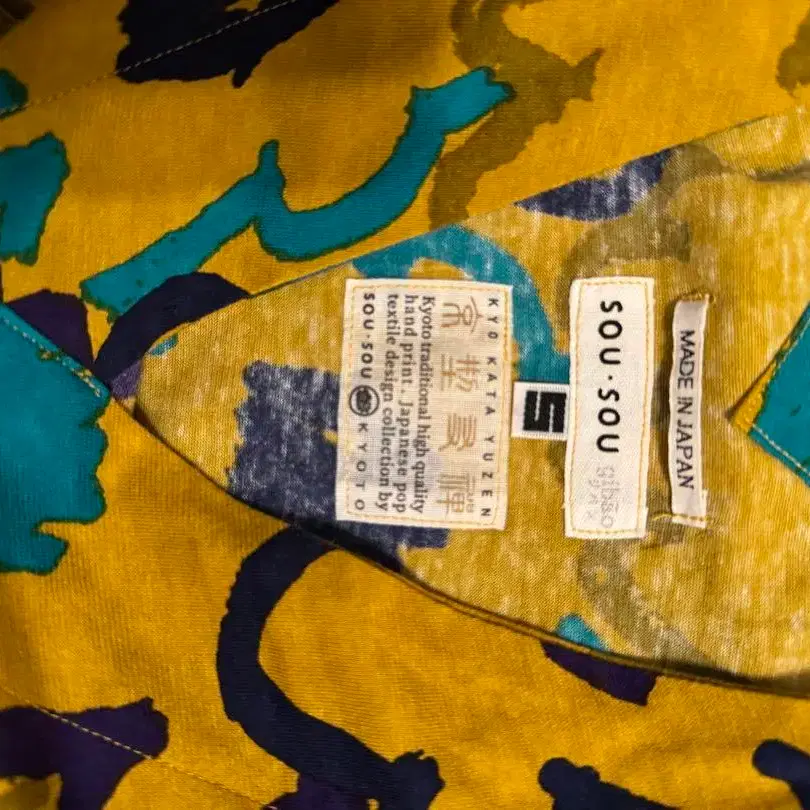 MADE IN JAPAN
SOU・SOU
S
KYO KATA YUZEN
京型友禅
Kyoto traditional high quality
hand print. Japanese pop
textile design collection by
SOU・SOU KYOTO